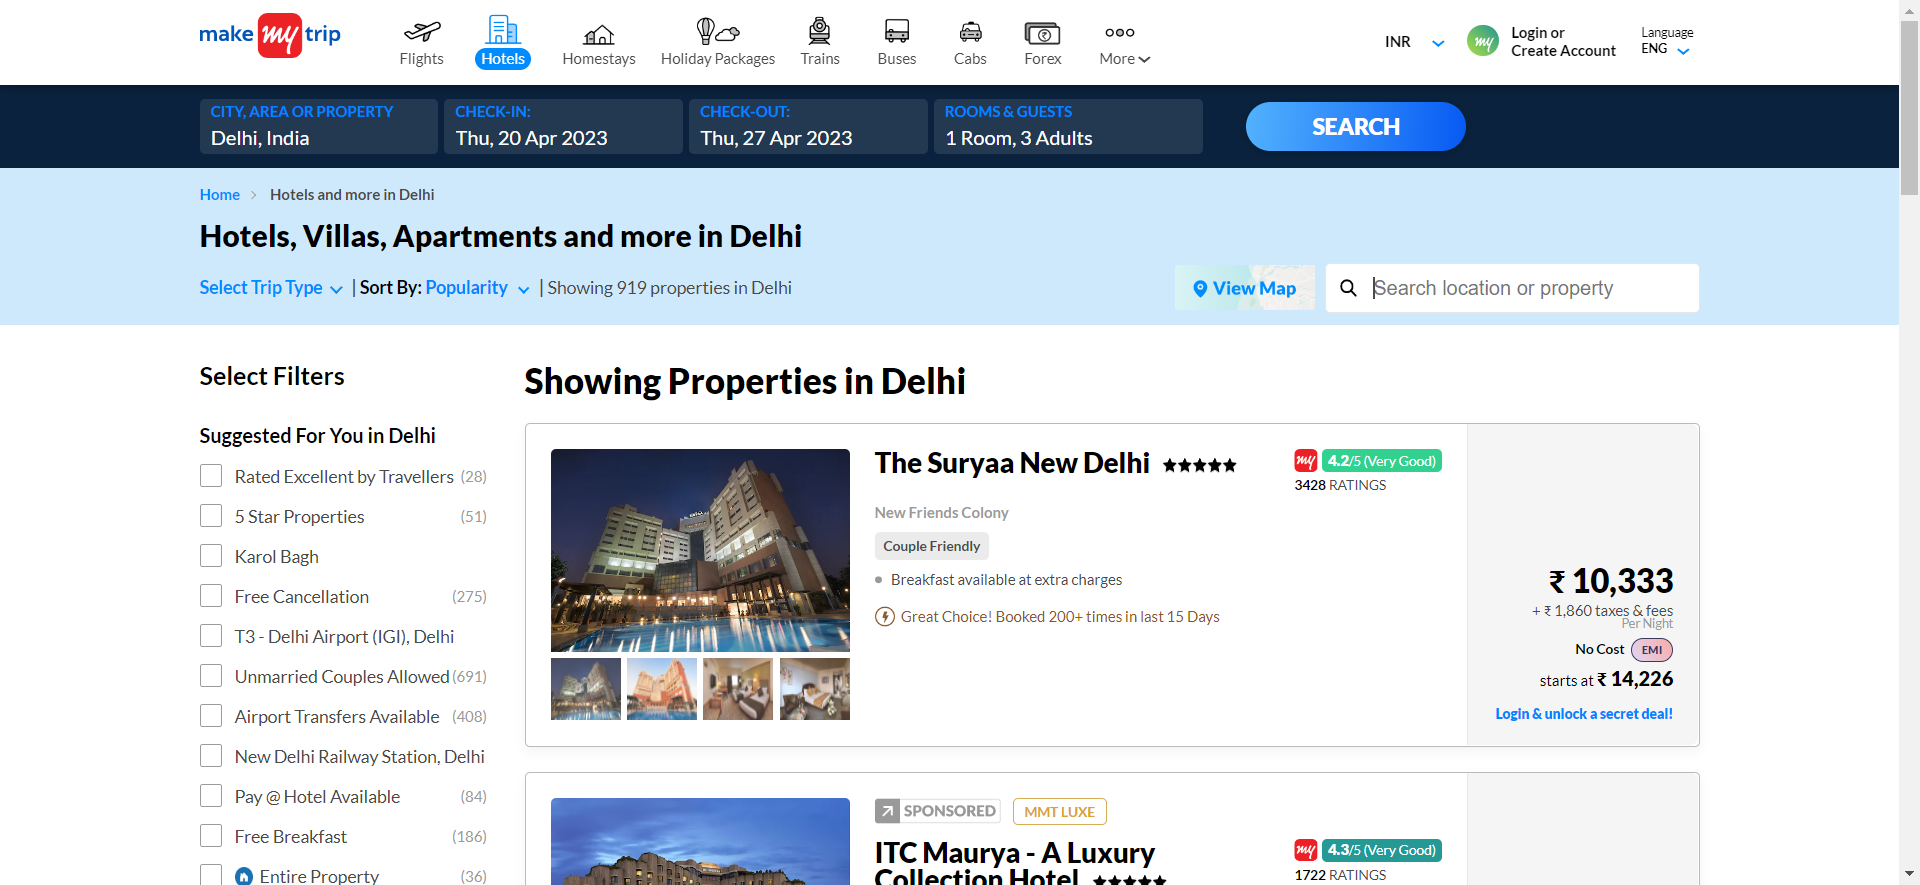 make my trip
Flights
Hotels
Homestays
Holiday Packages
Trains
Buses
Cabs
Forex
More
INR
my
Login or
Create Account
Language
ENG
CITY, AREA OR PROPERTY
Delhi, India
CHECK-IN:
Thu, 20 Apr 2023
CHECK-OUT:
Thu, 27 Apr 2023
ROOMS & GUESTS
1 Room, 3 Adults
SEARCH
Home > Hotels and more in Delhi
Hotels, Villas, Apartments and more in Delhi
Select Trip Type | Sort By: Popularity | Showing 919 properties in Delhi
View Map
Search location or property
Select Filters
Suggested For You in Delhi
Rated Excellent by Travellers (28)
5 Star Properties (51)
Karol Bagh
Free Cancellation (275)
T3 - Delhi Airport (IGI), Delhi
Unmarried Couples Allowed (691)
Airport Transfers Available (408)
New Delhi Railway Station, Delhi
Pay @ Hotel Available (84)
Free Breakfast (186)
Entire Property (36)
Showing Properties in Delhi
The Suryaa New Delhi
my 4.2/5 (Very Good)
3428 RATINGS
New Friends Colony
Couple Friendly
Breakfast available at extra charges
Great Choice! Booked 200+ times in last 15 Days
₹ 10,333
+ ₹ 1,860 taxes & fees
Per Night
No Cost EMI
starts at ₹ 14,226
Login & unlock a secret deal!
SPONSORED
MMT LUXE
ITC Maurya - A Luxury
Collection Hotel
my 4.3/5 (Very Good)
1722 RATINGS